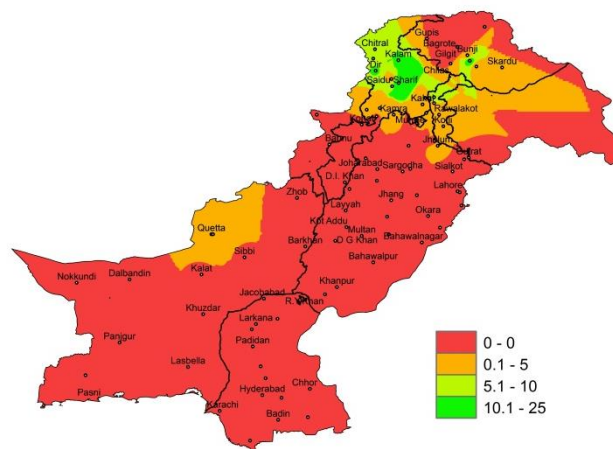 Gupis
Chitral
Bagrote
Bunji
Gilgit
Kalam
Skardu
Dir
Chilas
Saidu Sharif
Kakul
Kamra
Rawalakot
Kotli
Bannu
Jhelum
Gujrat
Joharabad
Sialkot
Sargodha
D.I. Khan
Lahore
Zhob
Jhang
Layyah
Okara
Kot Addu
Quetta
Multan
Barkhan
D G Khan
Bahawalnagar
Sibbi
Bahawalpur
Kalat
Nokkundi
Dalbandin
Khanpur
Jacobabad
R.Y.Khan
Khuzdar
Larkana
Panjgur
Padidan
Lasbella
Pasni
Hyderabad
Chhor
Karachi
Badin
0 - 0
0.1 - 5
5.1 - 10
10.1 - 25